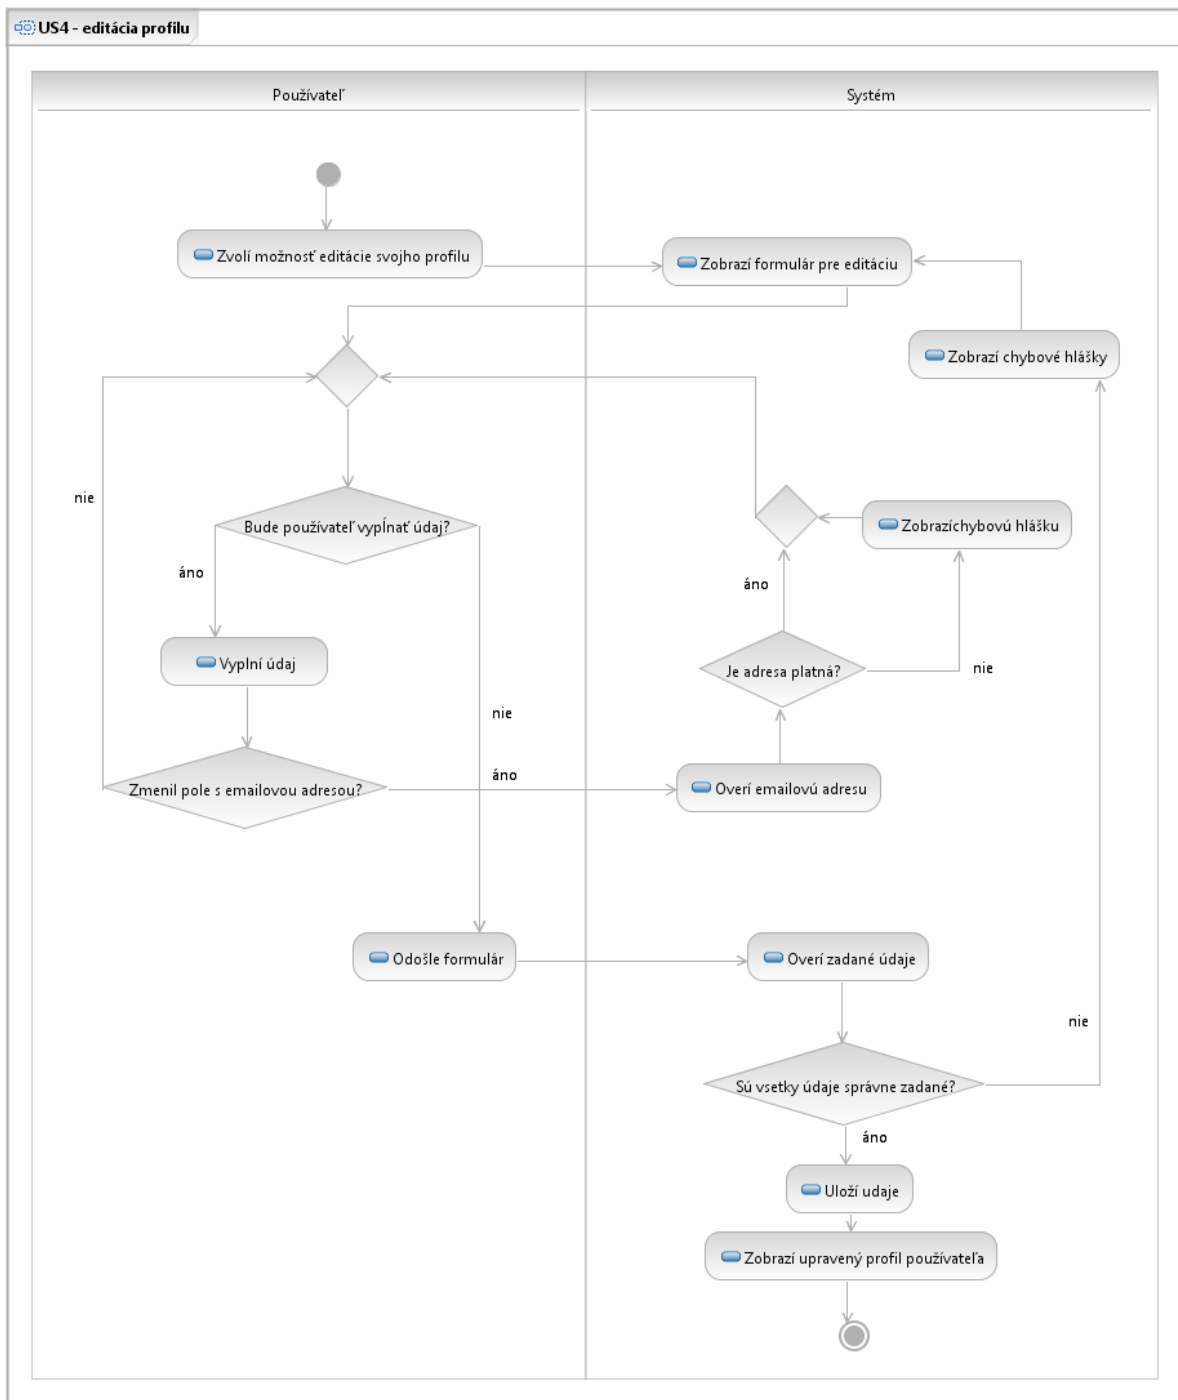 US4 - editácia profilu
Používateľ
Systém
Zvolí možnosť editácie svojho profilu
Zobrazí formulár pre editáciu
Zobrazí chybové hlášky
nie
Bude používateľ vypĺnať údaj?
Zobrazíchybovú hlášku
áno
áno
Vyplní údaj
Je adresa platná?
nie
nie
Zmenil pole s emailovou adresou?
áno
Overí emailovú adresu
Odošle formulár
Overí zadané údaje
nie
Sú vsetky údaje správne zadané?
áno
Uloží udaje
Zobrazí upravený profil používateľa